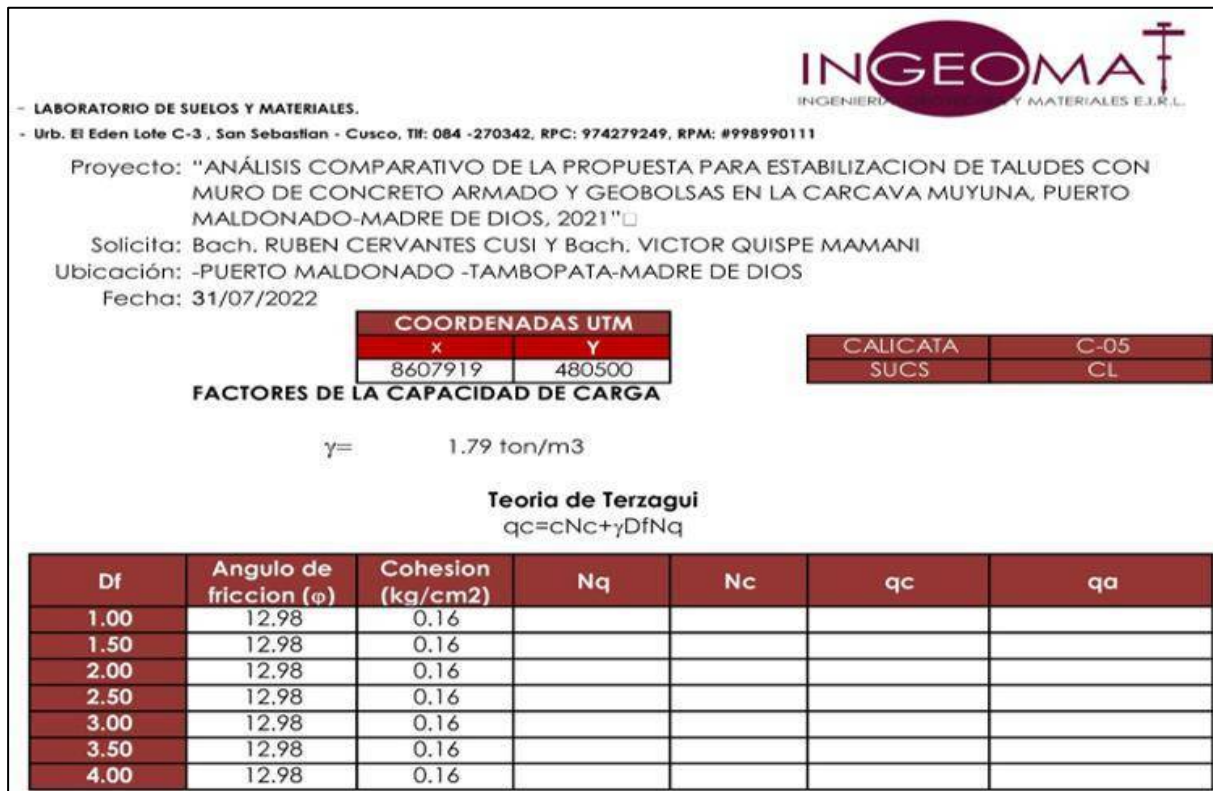 INGEOMAT
INGENIERIA Y MATERIALES E.I.R.L.
- LABORATORIO DE SUELOS Y MATERIALES.
- Urb. El Eden Lote C-3 , San Sebastian - Cusco, Tlf: 084 -270342, RPC: 974279249, RPM: #998990111
Proyecto: "ANÁLISIS COMPARATIVO DE LA PROPUESTA PARA ESTABILIZACION DE TALUDES CON
MURO DE CONCRETO ARMADO Y GEOBOLSAS EN LA CARCAVA MUYUNA, PUERTO
MALDONADO-MADRE DE DIOS, 2021"□
Solicita: Bach. RUBEN CERVANTES CUSI Y Bach. VICTOR QUISPE MAMANI
Ubicación: -PUERTO MALDONADO -TAMBOPATA-MADRE DE DIOS
Fecha: 31/07/2022
COORDENADAS UTM
x Y
8607919 480500
CALICATA C-05
SUCS CL
FACTORES DE LA CAPACIDAD DE CARGA
γ= 1.79 ton/m3
Teoria de Terzagui
qc=cNc+γDfNq
Df Angulo de friccion (φ) Cohesion (kg/cm2) Nq Nc qc qa
1.00 12.98 0.16
1.50 12.98 0.16
2.00 12.98 0.16
2.50 12.98 0.16
3.00 12.98 0.16
3.50 12.98 0.16
4.00 12.98 0.16